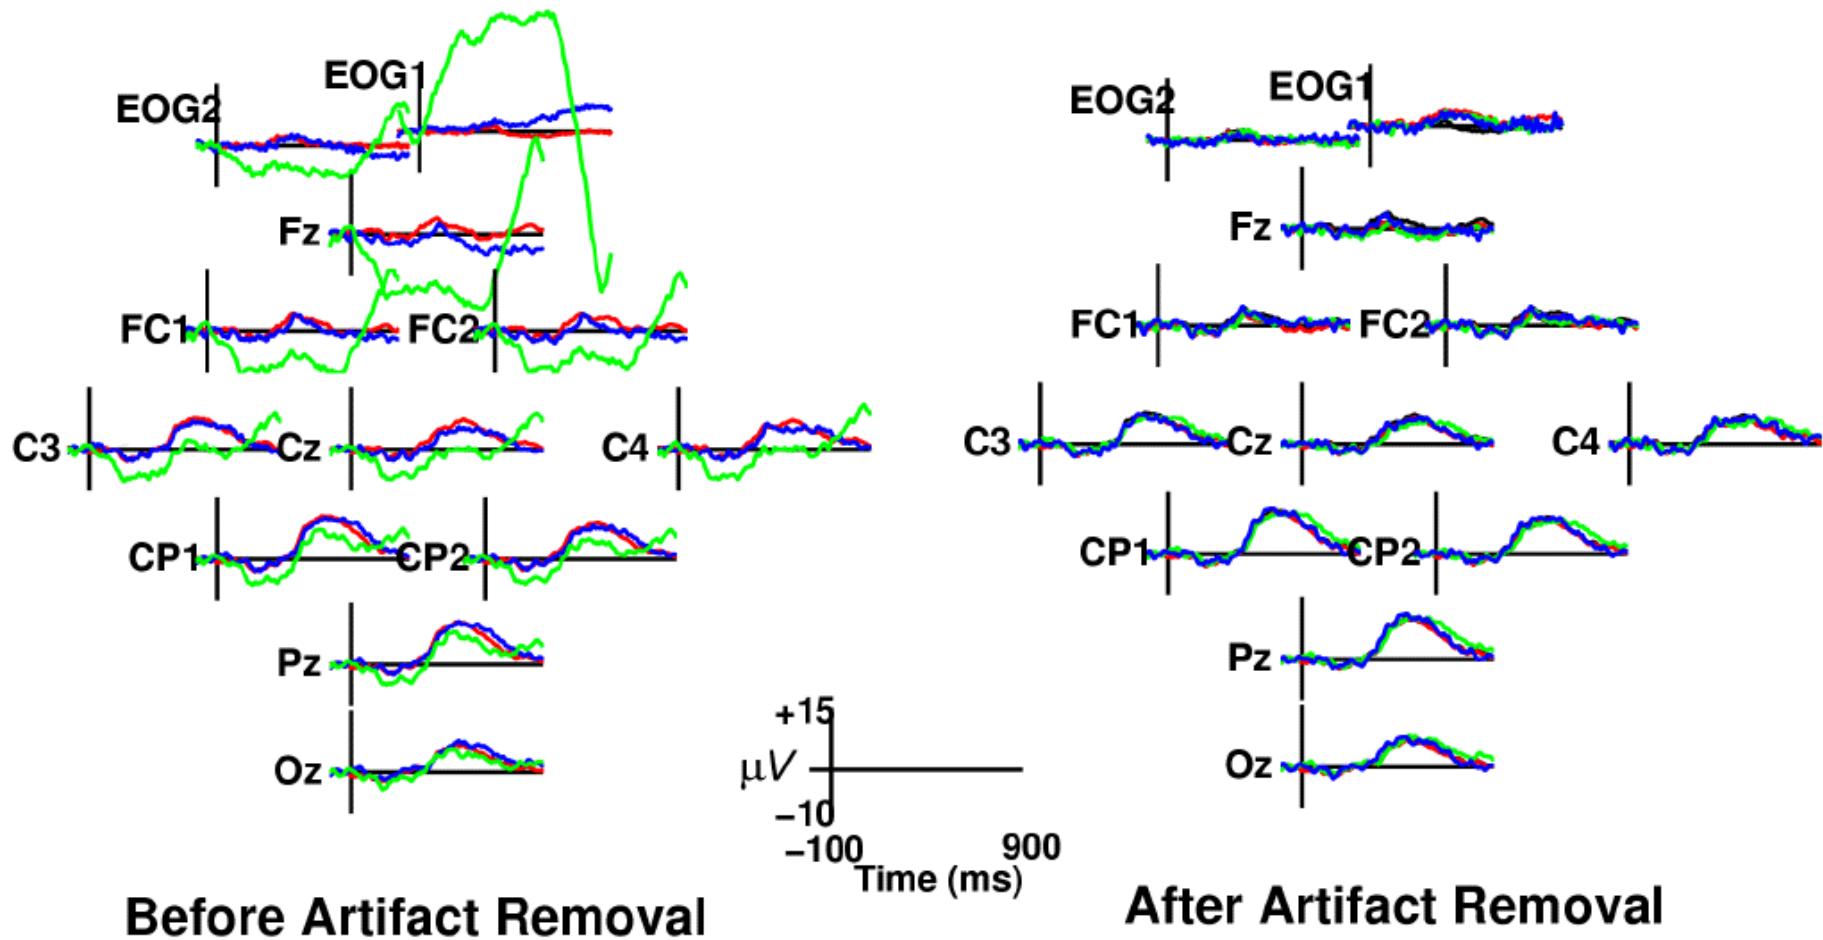 EOG1
EOG2
Fz
FC1 FC2
C3 Cz C4
CP1 CP2
Pz
Oz
Before Artifact Removal
+15
μV
−10
−100 900
Time (ms)
EOG1
EOG2
Fz
FC1 FC2
C3 Cz C4
CP1 CP2
Pz
Oz
After Artifact Removal